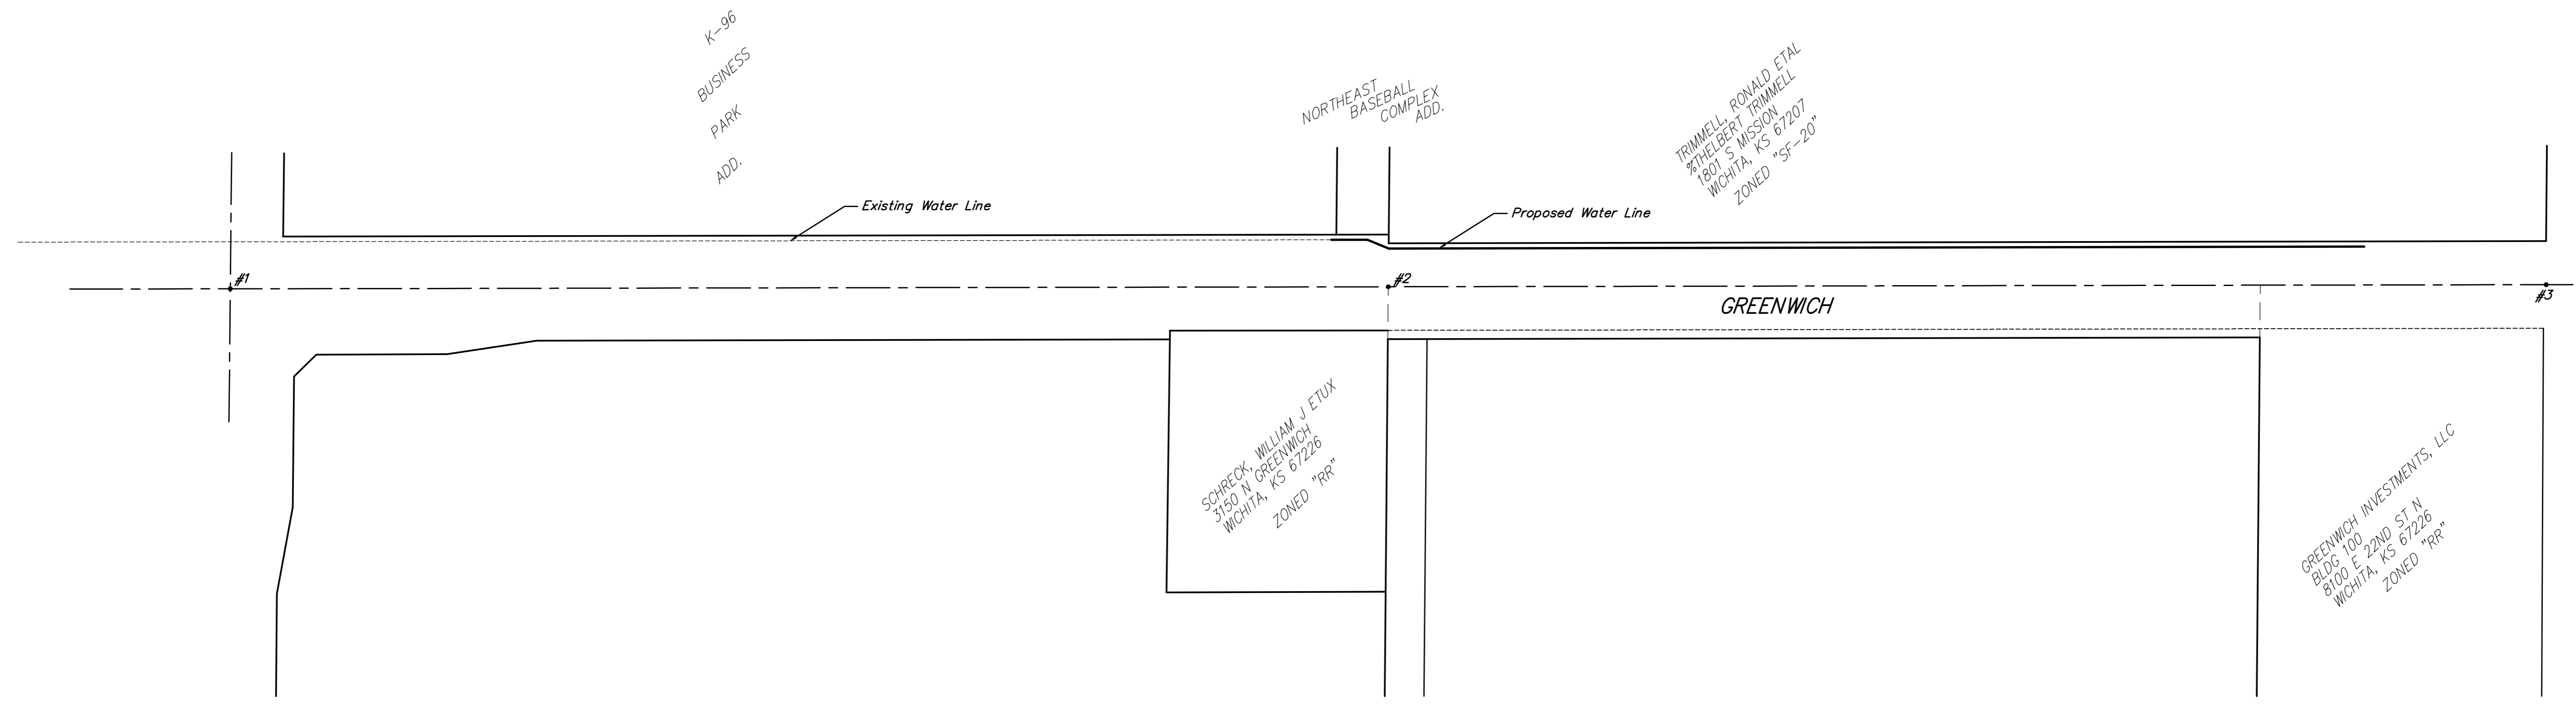 K-96
BUSINESS
PARK
ADD.
NORTHEAST
BASEBALL
COMPLEX
ADD.
TRIMMELL, RONALD ETAL
%THELBERT TRIMMELL
1801 S MISSION
WICHITA, KS 67207
ZONED "SF-20"
Existing Water Line
Proposed Water Line
#1
#2
GREENWICH
#3
SCHRECK, WILLIAM J ETUX
3150 N GREENWICH
WICHITA, KS 67226
ZONED "RR"
GREENWICH INVESTMENTS, LLC
BLDG 100
8100 E 22ND ST N
WICHITA, KS 67226
ZONED "RR"